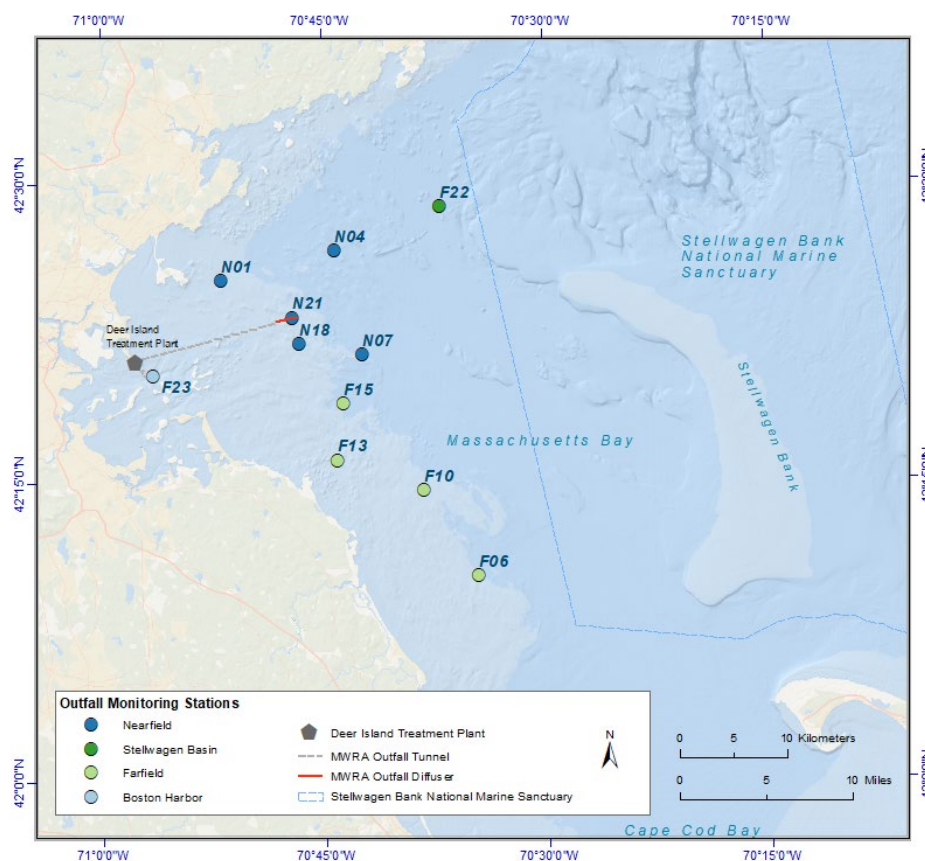 71°0'0"W 70°45'0"W 70°30'0"W 70°15'0"W
42°30'0"N
F22
N04
Stellwagen Bank
National Marine
Sanctuary
N01
N21
Deer Island
Treatment Plant
N18
N07
F23
F15
Stellwagen Bank
Massachusetts Bay
F13
42°15'0"N
42°15'0"N
F10
F06
Outfall Monitoring Stations
Nearfield
Stellwagen Basin
Farfield
Boston Harbor
Deer Island Treatment Plant
MWRA Outfall Tunnel
MWRA Outfall Diffuser
Stellwagen Bank National Marine Sanctuary
N
0 5 10 Kilometers
0 5 10 Miles
42°0'0"N
Cape Cod Bay
71°0'0"W 70°45'0"W 70°30'0"W 70°15'0"W